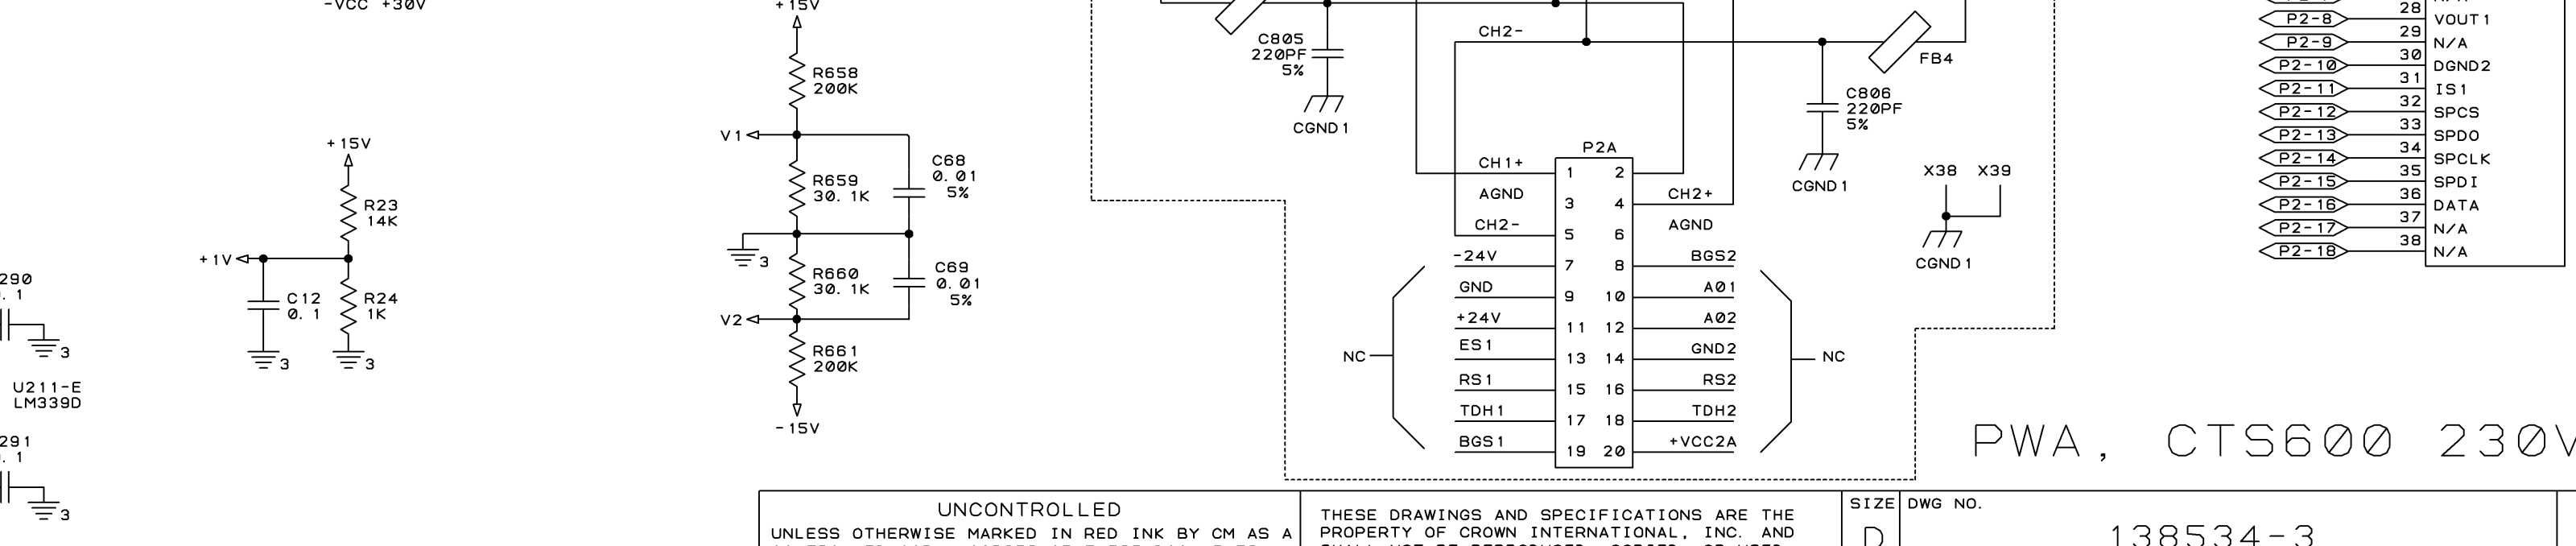 -VCC +30V
+15V
R658
200K
V1
R659
30.1K
C68
0.01
5%
3
R660
30.1K
C69
0.01
5%
V2
R661
200K
-15V
+15V
R23
14K
+1V
C12
0.1
R24
1K
3
3
290
3
U211-E
LM339D
291
3
C805
220PF
5%
CGND1
CH2-
FB4
C806
220PF
5%
CGND1
X38 X39
CGND1
P2A
CH1+ 1 2
AGND 3 4 CH2+
CH2- 5 6 AGND
-24V 7 8 BGS2
GND 9 10 A01
+24V 11 12 A02
ES1 13 14 GND2
RS1 15 16 RS2
TDH1 17 18 TDH2
BGS1 19 20 +VCC2A
NC
NC
P2-8 28 VOUT1
P2-9 29 N/A
P2-10 30 DGND2
P2-11 31 IS1
P2-12 32 SPCS
P2-13 33 SPDO
P2-14 34 SPCLK
P2-15 35 SPDI
P2-16 36 DATA
P2-17 37 N/A
P2-18 38 N/A
PWA, CTS600 230V
UNCONTROLLED
UNLESS OTHERWISE MARKED IN RED INK BY CM AS A
THESE DRAWINGS AND SPECIFICATIONS ARE THE
PROPERTY OF CROWN INTERNATIONAL, INC. AND
SIZE
D
DWG NO.
138534-3